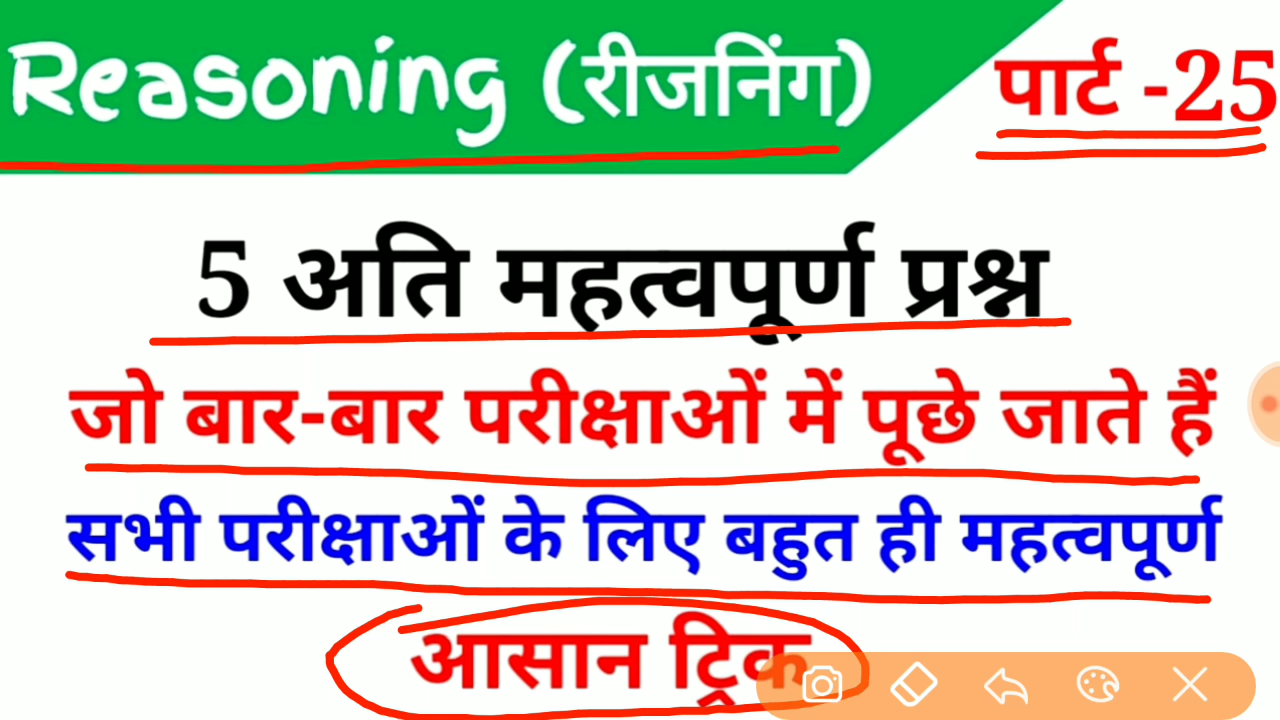 Reasoning (रीजनिंग)
पार्ट -25
5 अति महत्वपूर्ण प्रश्न
जो बार-बार परीक्षाओं में पूछे जाते हैं
सभी परीक्षाओं के लिए बहुत ही महत्वपूर्ण
आसान ट्रिक